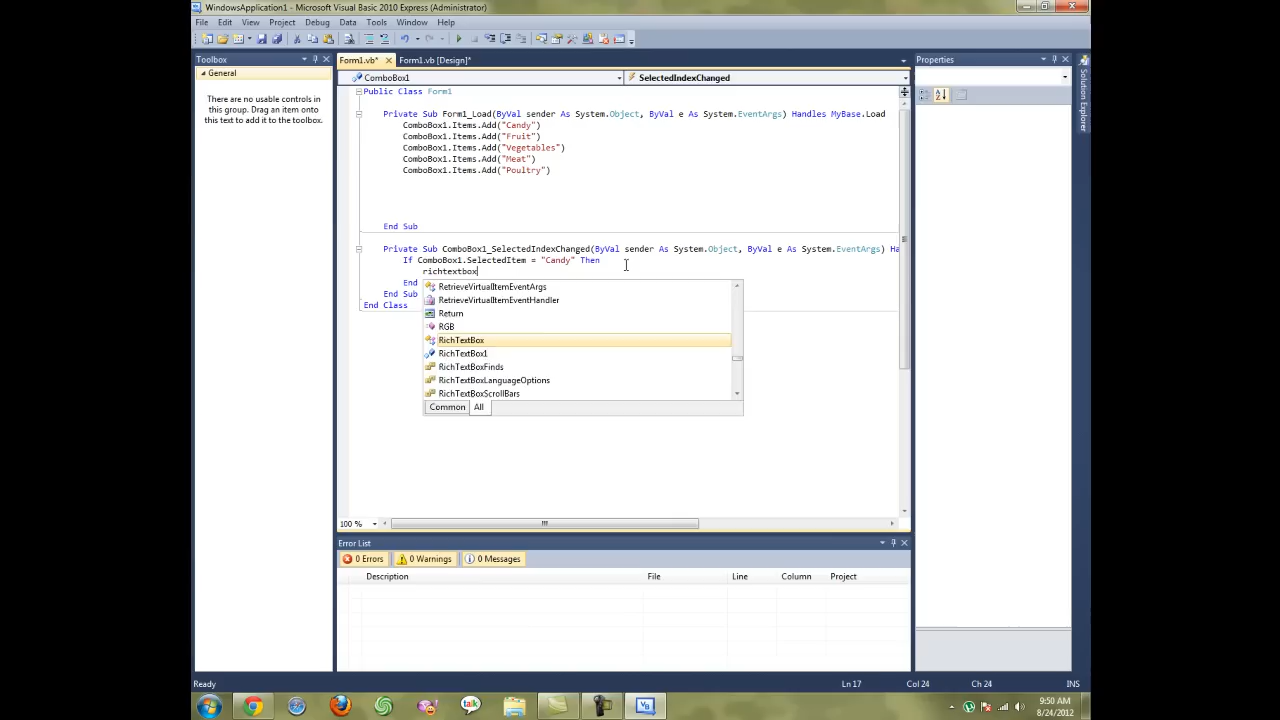 WindowsApplication1 - Microsoft Visual Basic 2010 Express (Administrator)
File Edit View Project Debug Data Tools Window Help
Toolbox
General
There are no usable controls in
this group. Drag an item onto
this text to add it to the toolbox.
Form1.vb* Form1.vb [Design]*
ComboBox1 SelectedIndexChanged
Public Class Form1
Private Sub Form1_Load(ByVal sender As System.Object, ByVal e As System.EventArgs) Handles MyBase.Load
ComboBox1.Items.Add("Candy")
ComboBox1.Items.Add("Fruit")
ComboBox1.Items.Add("Vegetables")
ComboBox1.Items.Add("Meat")
ComboBox1.Items.Add("Poultry")
End Sub
Private Sub ComboBox1_SelectedIndexChanged(ByVal sender As System.Object, ByVal e As System.EventArgs) Ha
If ComboBox1.SelectedItem = "Candy" Then
richtextbox
End
End Sub
End Class
RetrieveVirtualItemEventArgs
RetrieveVirtualItemEventHandler
Return
RGB
RichTextBox
RichTextBox1
RichTextBoxFinds
RichTextBoxLanguageOptions
RichTextBoxScrollBars
Common All
100 %
Error List
0 Errors 0 Warnings 0 Messages
Description File Line Column Project
Properties
Solution Explorer
Ready Ln 17 Col 24 Ch 24 INS
talk
VB
9:50 AM
8/24/2012